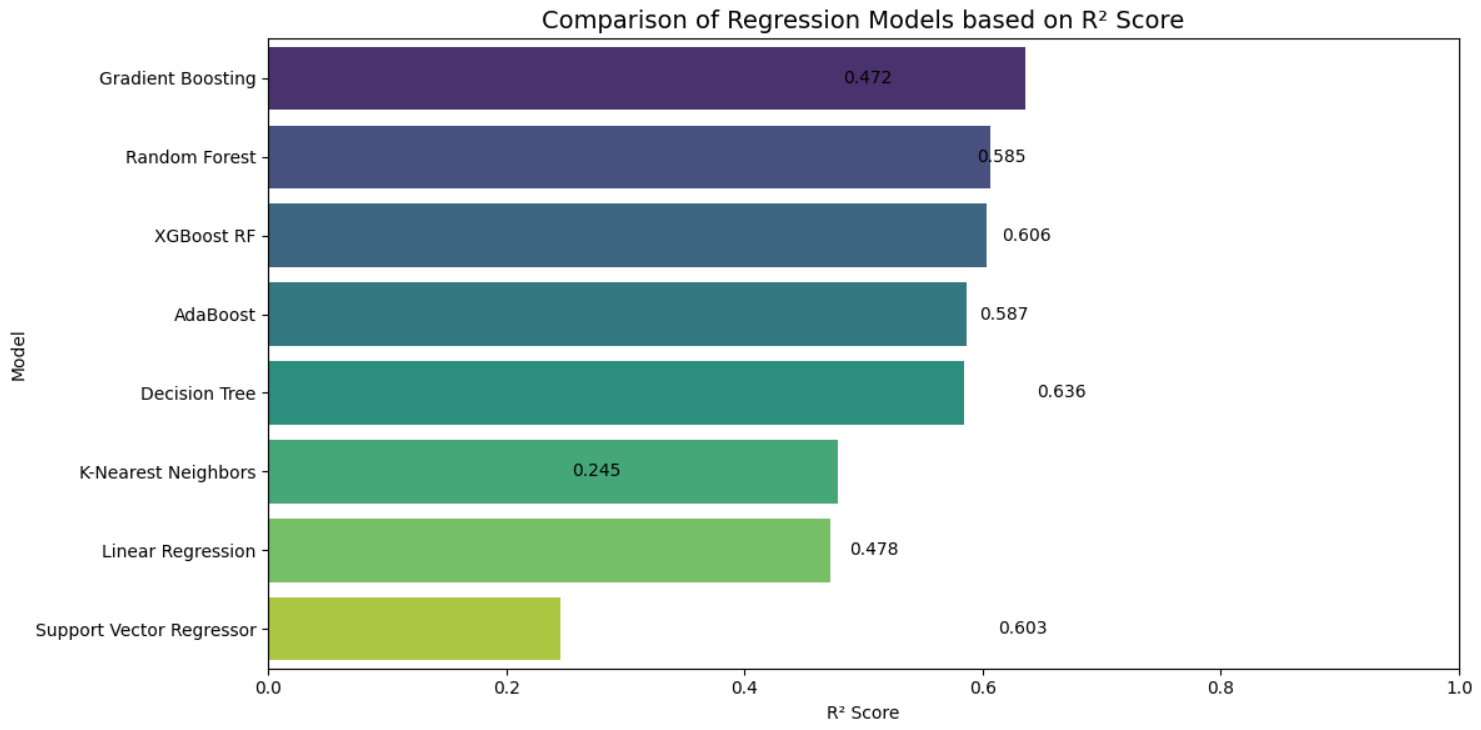 Comparison of Regression Models based on R² Score
Gradient Boosting
0.472
Random Forest
0.585
XGBoost RF
0.606
AdaBoost
0.587
Decision Tree
0.636
K-Nearest Neighbors
0.245
Linear Regression
0.478
Support Vector Regressor
0.603
Model
0.0 0.2 0.4 0.6 0.8 1.0
R² Score